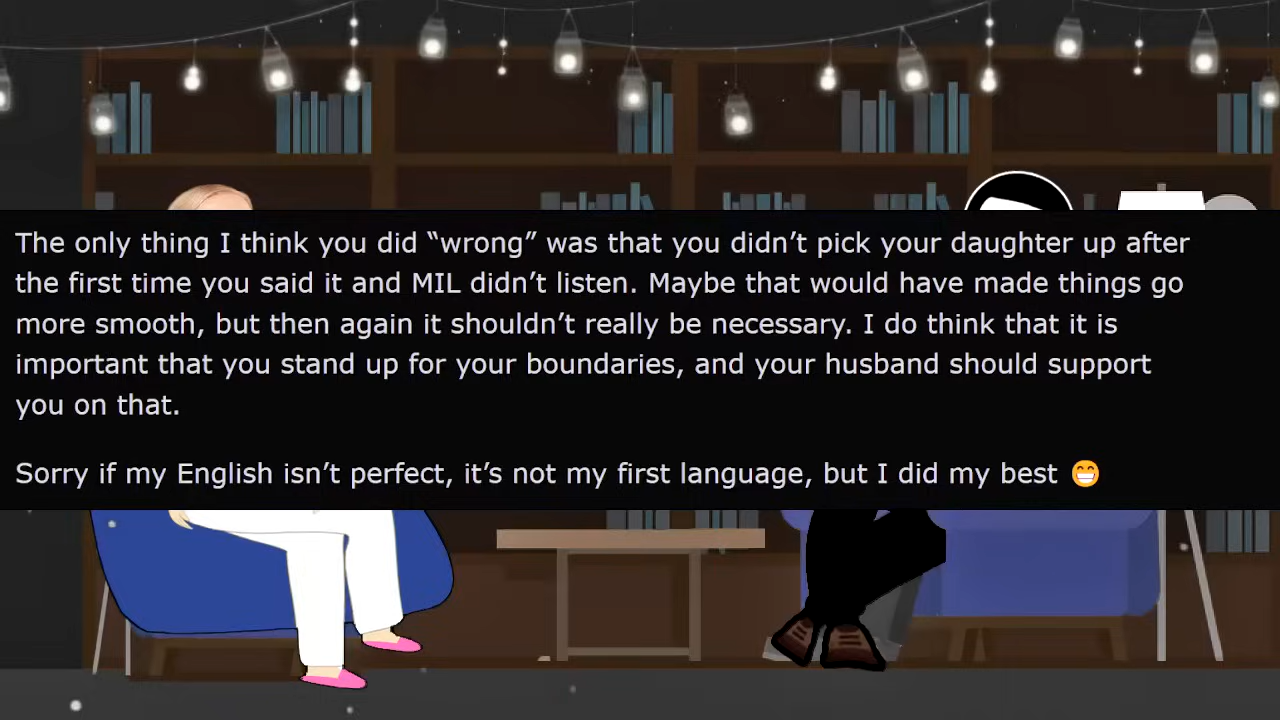 The only thing I think you did “wrong” was that you didn’t pick your daughter up after
the first time you said it and MIL didn’t listen. Maybe that would have made things go
more smooth, but then again it shouldn’t really be necessary. I do think that it is
important that you stand up for your boundaries, and your husband should support
you on that.
Sorry if my English isn’t perfect, it’s not my first language, but I did my best 😁